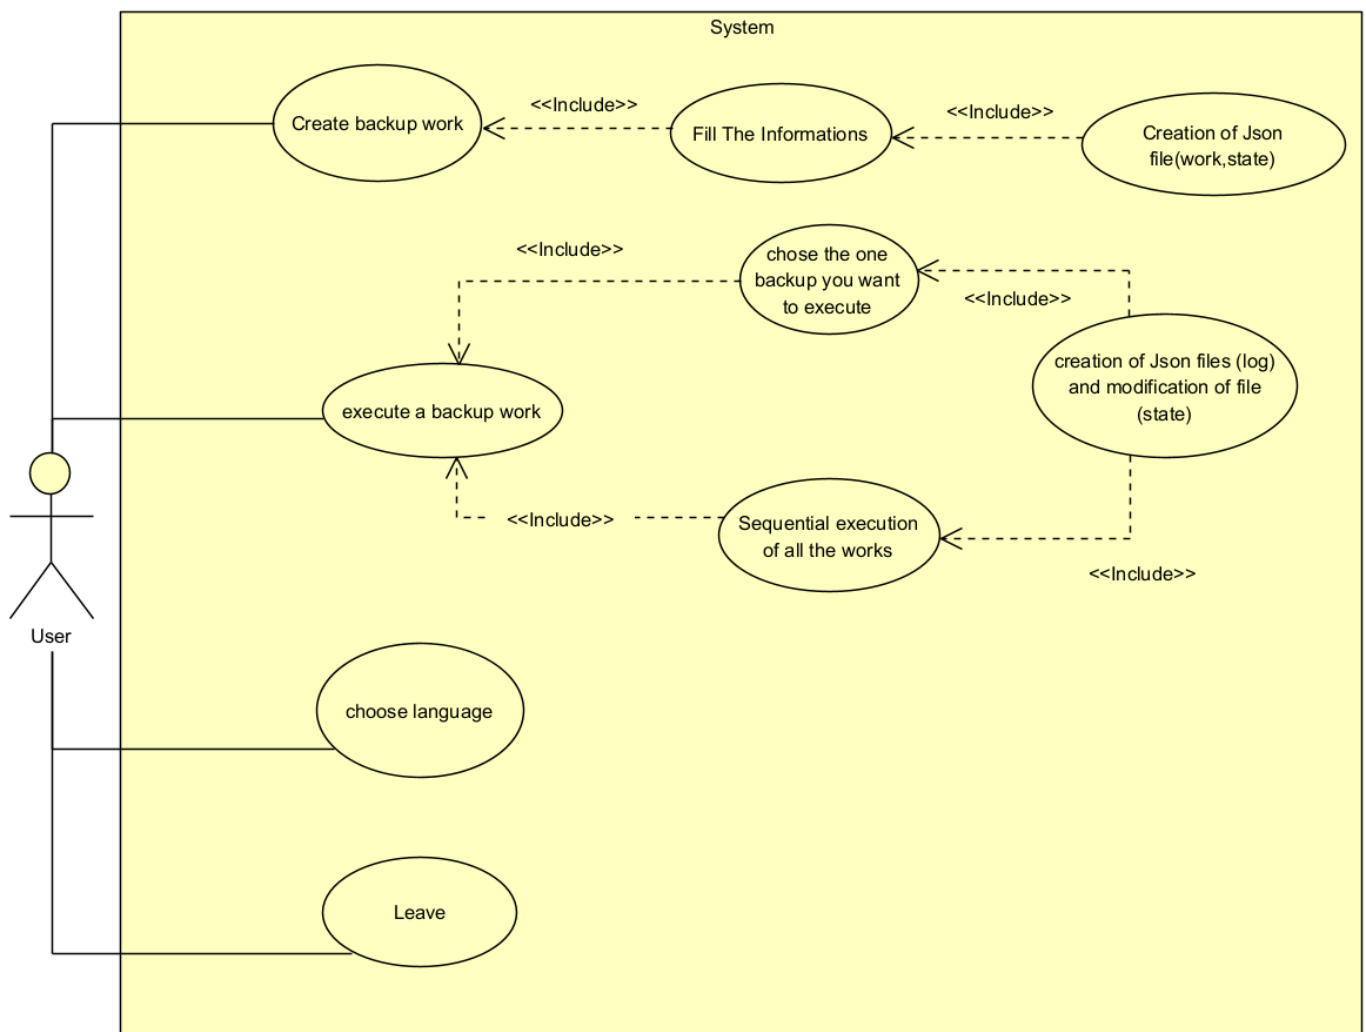 System
Create backup work
<<Include>>
Fill The Informations
<<Include>>
Creation of Json
file(work,state)
<<Include>>
chose the one
backup you want
to execute
<<Include>>
creation of Json files (log)
and modification of file
(state)
execute a backup work
<<Include>>
Sequential execution
of all the works
<<Include>>
User
choose language
Leave